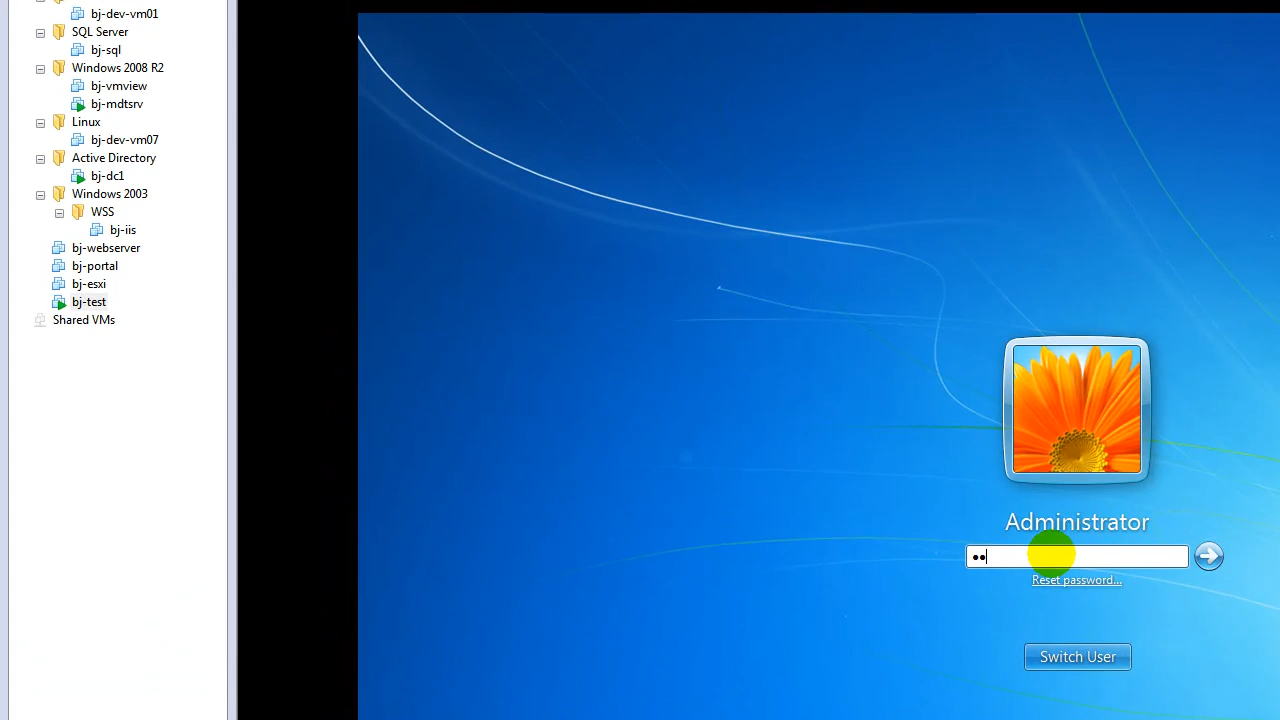 bj-dev-vm01
SQL Server
bj-sql
Windows 2008 R2
bj-vmview
bj-mdtsrv
Linux
bj-dev-vm07
Active Directory
bj-dc1
Windows 2003
WSS
bj-iis
bj-webserver
bj-portal
bj-esxi
bj-test
Shared VMs
Administrator
Reset password...
Switch User